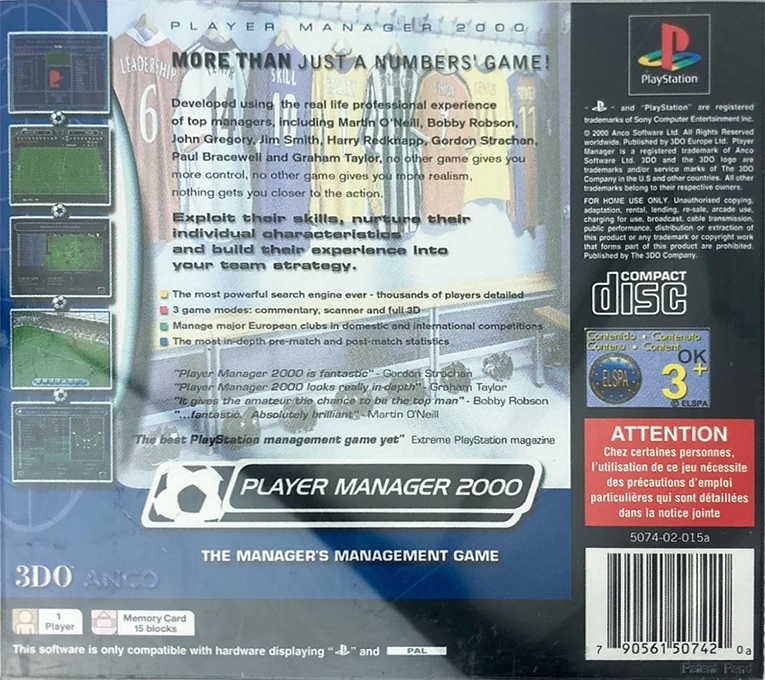 PLAYER MANAGER 2000
MORE THAN JUST A NUMBERS' GAME!
LEADERSHIP
6
SKILL
Developed using the real life professional experience
of top managers, including Martin O'Neill, Bobby Robson,
John Gregory, Jim Smith, Harry Redknapp, Gordon Strachan,
Paul Bracewell and Graham Taylor, no other game gives you
more control, no other game gives you more realism,
nothing gets you closer to the action.
Exploit their skills, nurture their
individual characteristics
and build their experience into
your team strategy.
The most powerful search engine ever - thousands of players detailed
3 game modes: commentary, scanner and full 3D
Manage major European clubs in domestic and international competitions
The most in-depth pre-match and post-match statistics
"Player Manager 2000 is fantastic" - Gordon Strachan
"Player Manager 2000 looks really in-depth" - Graham Taylor
"It gives the amateur the chance to be the top man" - Bobby Robson
"...fantastic. Absolutely brilliant" - Martin O'Neill
"The best PlayStation management game yet" Extreme PlayStation magazine
PLAYER MANAGER 2000
THE MANAGER'S MANAGEMENT GAME
3DO ANCO
1
Player
Memory Card
15 blocks
This software is only compatible with hardware displaying " " and PAL
PlayStation
" " and "PlayStation" are registered
trademarks of Sony Computer Entertainment Inc.
© 2000 Anco Software Ltd. All Rights Reserved
worldwide. Published by 3DO Europe Ltd. Player
Manager is a registered trademark of Anco
Software Ltd. 3DO and the 3DO logo are
trademarks and/or service marks of The 3DO
Company in the U.S and other countries. All other
trademarks belong to their respective owners.
FOR HOME USE ONLY. Unauthorised copying,
adaptation, rental, lending, re-sale, arcade use,
charging for use, broadcast, cable transmission,
public performance, distribution or extraction of
this product or any trademark or copyright work
that forms part of this product are prohibited.
Published by The 3DO Company.
COMPACT
disc
Contenido • Contenuto
Contenu • Content
ELSPA
OK
3+
© ELSPA
ATTENTION
Chez certaines personnes,
l'utilisation de ce jeu nécessite
des précautions d'emploi
particulières qui sont détaillées
dans la notice jointe
5074-02-015a
7 90561 50742 0a